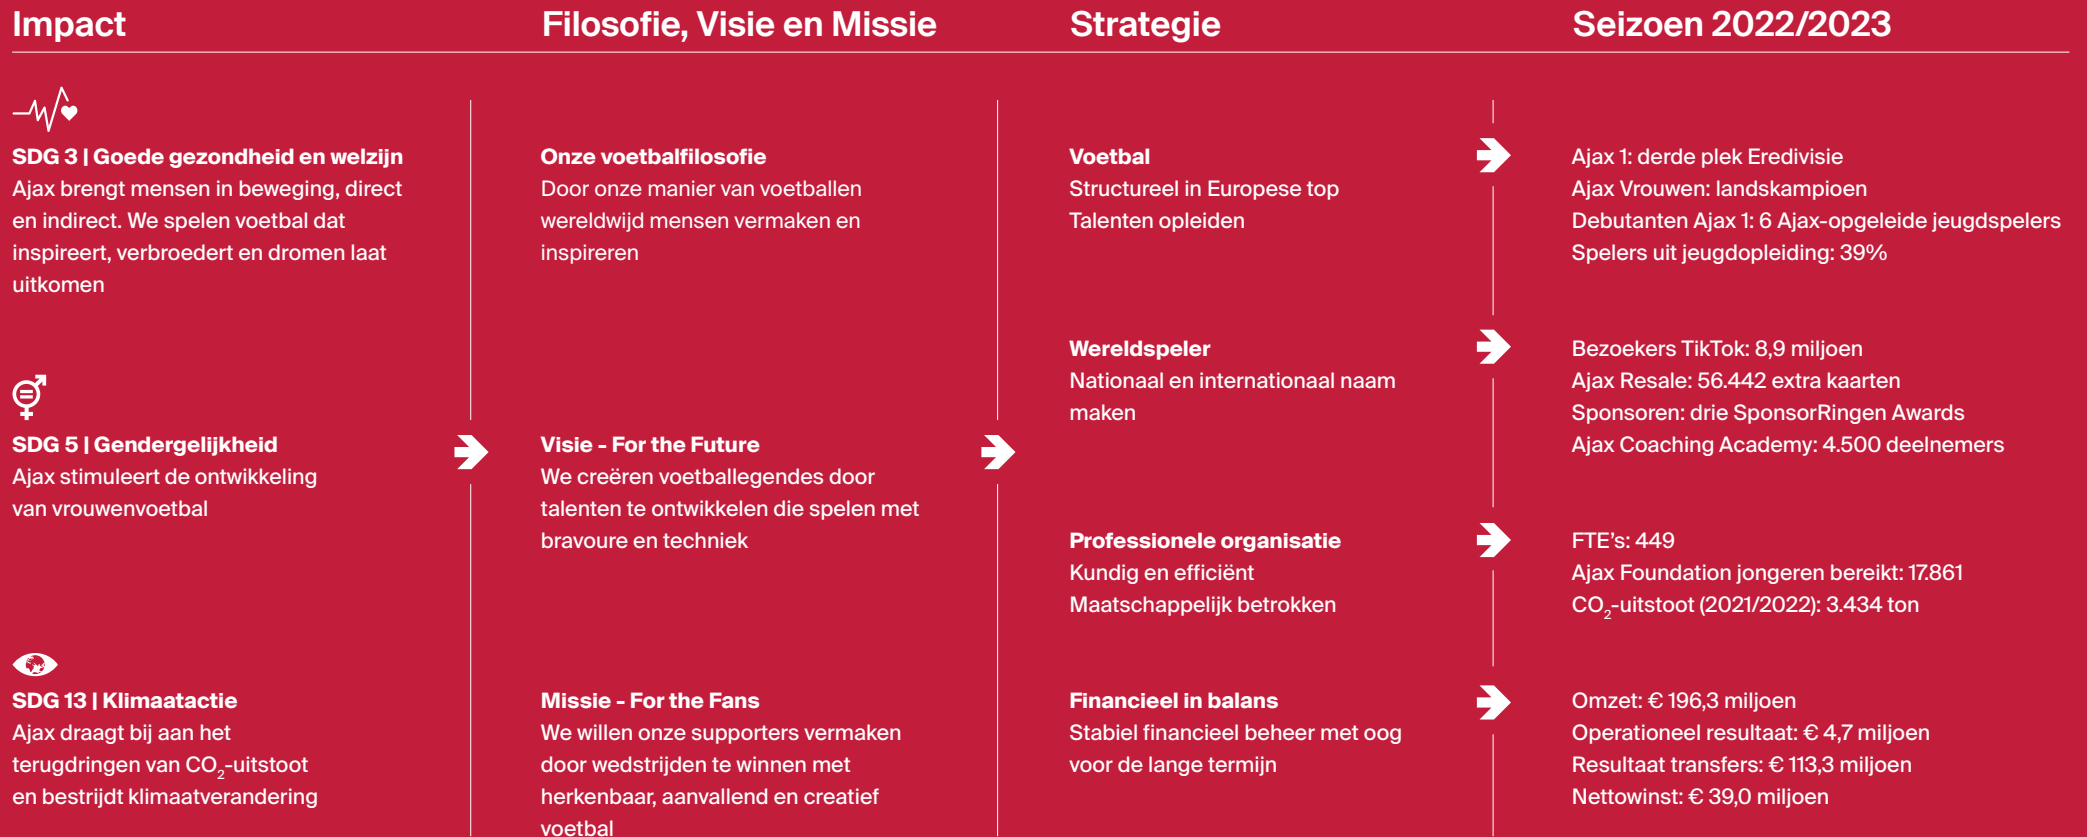 Impact
SDG 3 | Goede gezondheid en welzijn
Ajax brengt mensen in beweging, direct
en indirect. We spelen voetbal dat
inspireert, verbroedert en dromen laat
uitkomen
SDG 5 | Gendergelijkheid
Ajax stimuleert de ontwikkeling
van vrouwenvoetbal
SDG 13 | Klimaatactie
Ajax draagt bij aan het
terugdringen van CO₂-uitstoot
en bestrijdt klimaatverandering
Filosofie, Visie en Missie
Onze voetbalfilosofie
Door onze manier van voetballen
wereldwijd mensen vermaken en
inspireren
Visie - For the Future
We creëren voetballegendes door
talenten te ontwikkelen die spelen met
bravoure en techniek
Missie - For the Fans
We willen onze supporters vermaken
door wedstrijden te winnen met
herkenbaar, aanvallend en creatief
voetbal
Strategie
Voetbal
Structureel in Europese top
Talenten opleiden
Wereldspeler
Nationaal en internationaal naam
maken
Professionele organisatie
Kundig en efficiënt
Maatschappelijk betrokken
Financieel in balans
Stabiel financieel beheer met oog
voor de lange termijn
Seizoen 2022/2023
Ajax 1: derde plek Eredivisie
Ajax Vrouwen: landskampioen
Debutanten Ajax 1: 6 Ajax-opgeleide jeugdspelers
Spelers uit jeugdopleiding: 39%
Bezoekers TikTok: 8,9 miljoen
Ajax Resale: 56.442 extra kaarten
Sponsoren: drie SponsorRingen Awards
Ajax Coaching Academy: 4.500 deelnemers
FTE's: 449
Ajax Foundation jongeren bereikt: 17.861
CO₂-uitstoot (2021/2022): 3.434 ton
Omzet: € 196,3 miljoen
Operationeel resultaat: € 4,7 miljoen
Resultaat transfers: € 113,3 miljoen
Nettowinst: € 39,0 miljoen